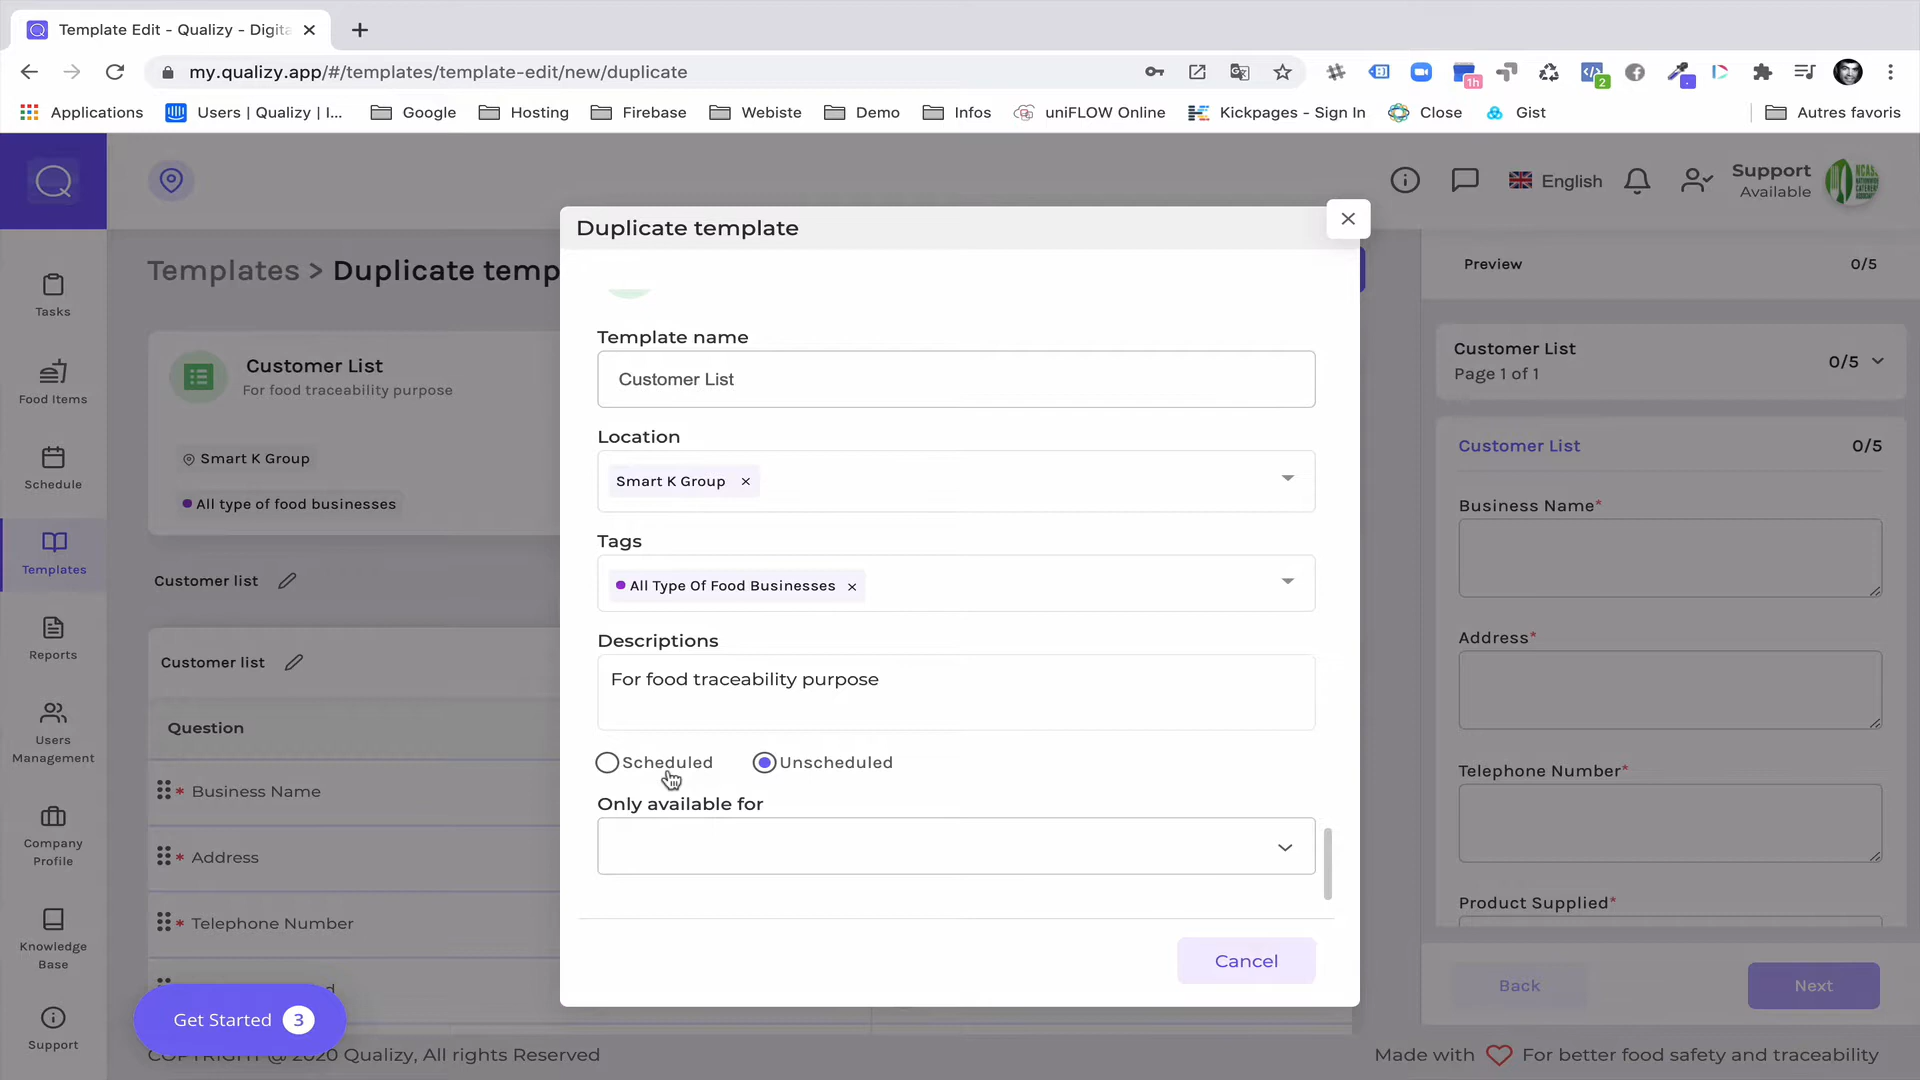 Template Edit - Qualizy - Digita
my.qualizy.app/#/templates/template-edit/new/duplicate
1h
2
Applications
Users | Qualizy | I...
Google
Hosting
Firebase
Webiste
Demo
Infos
uniFLOW Online
Kickpages - Sign In
Close
Gist
Autres favoris
English
Support
Available
Tasks
Food Items
Schedule
Templates
Reports
Users
Management
Company
Profile
Knowledge
Base
Support
Templates > Duplicate temp
Customer List
For food traceability purpose
Smart K Group
All type of food businesses
Customer list
Customer list
Question
* Business Name
* Address
* Telephone Number
Get Started 3
COPYRIGHT @ 2020 Qualizy, All rights Reserved
Duplicate template
Template name
Customer List
Location
Smart K Group ×
Tags
All Type Of Food Businesses ×
Descriptions
For food traceability purpose
Scheduled
Unscheduled
Only available for
Cancel
Preview
0/5
Customer List
Page 1 of 1
0/5
Customer List
0/5
Business Name*
Address*
Telephone Number*
Product Supplied*
Back
Next
Made with
For better food safety and traceability